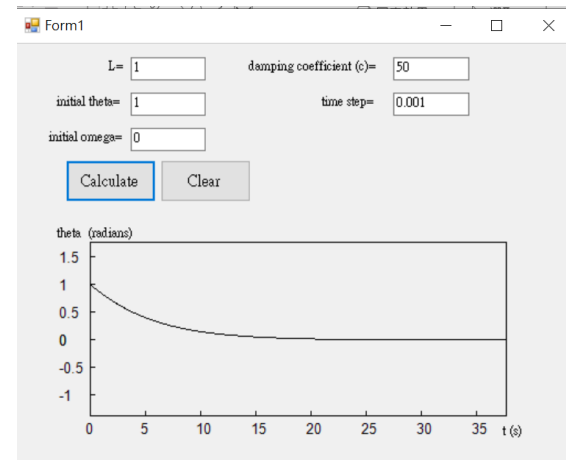 Form1
L= 1 damping coefficient (c)= 50
initial theta= 1 time step= 0.001
initial omega= 0
Calculate Clear
theta (radians)
1.5
1
0.5
0
-0.5
-1
0 5 10 15 20 25 30 35 t (s)